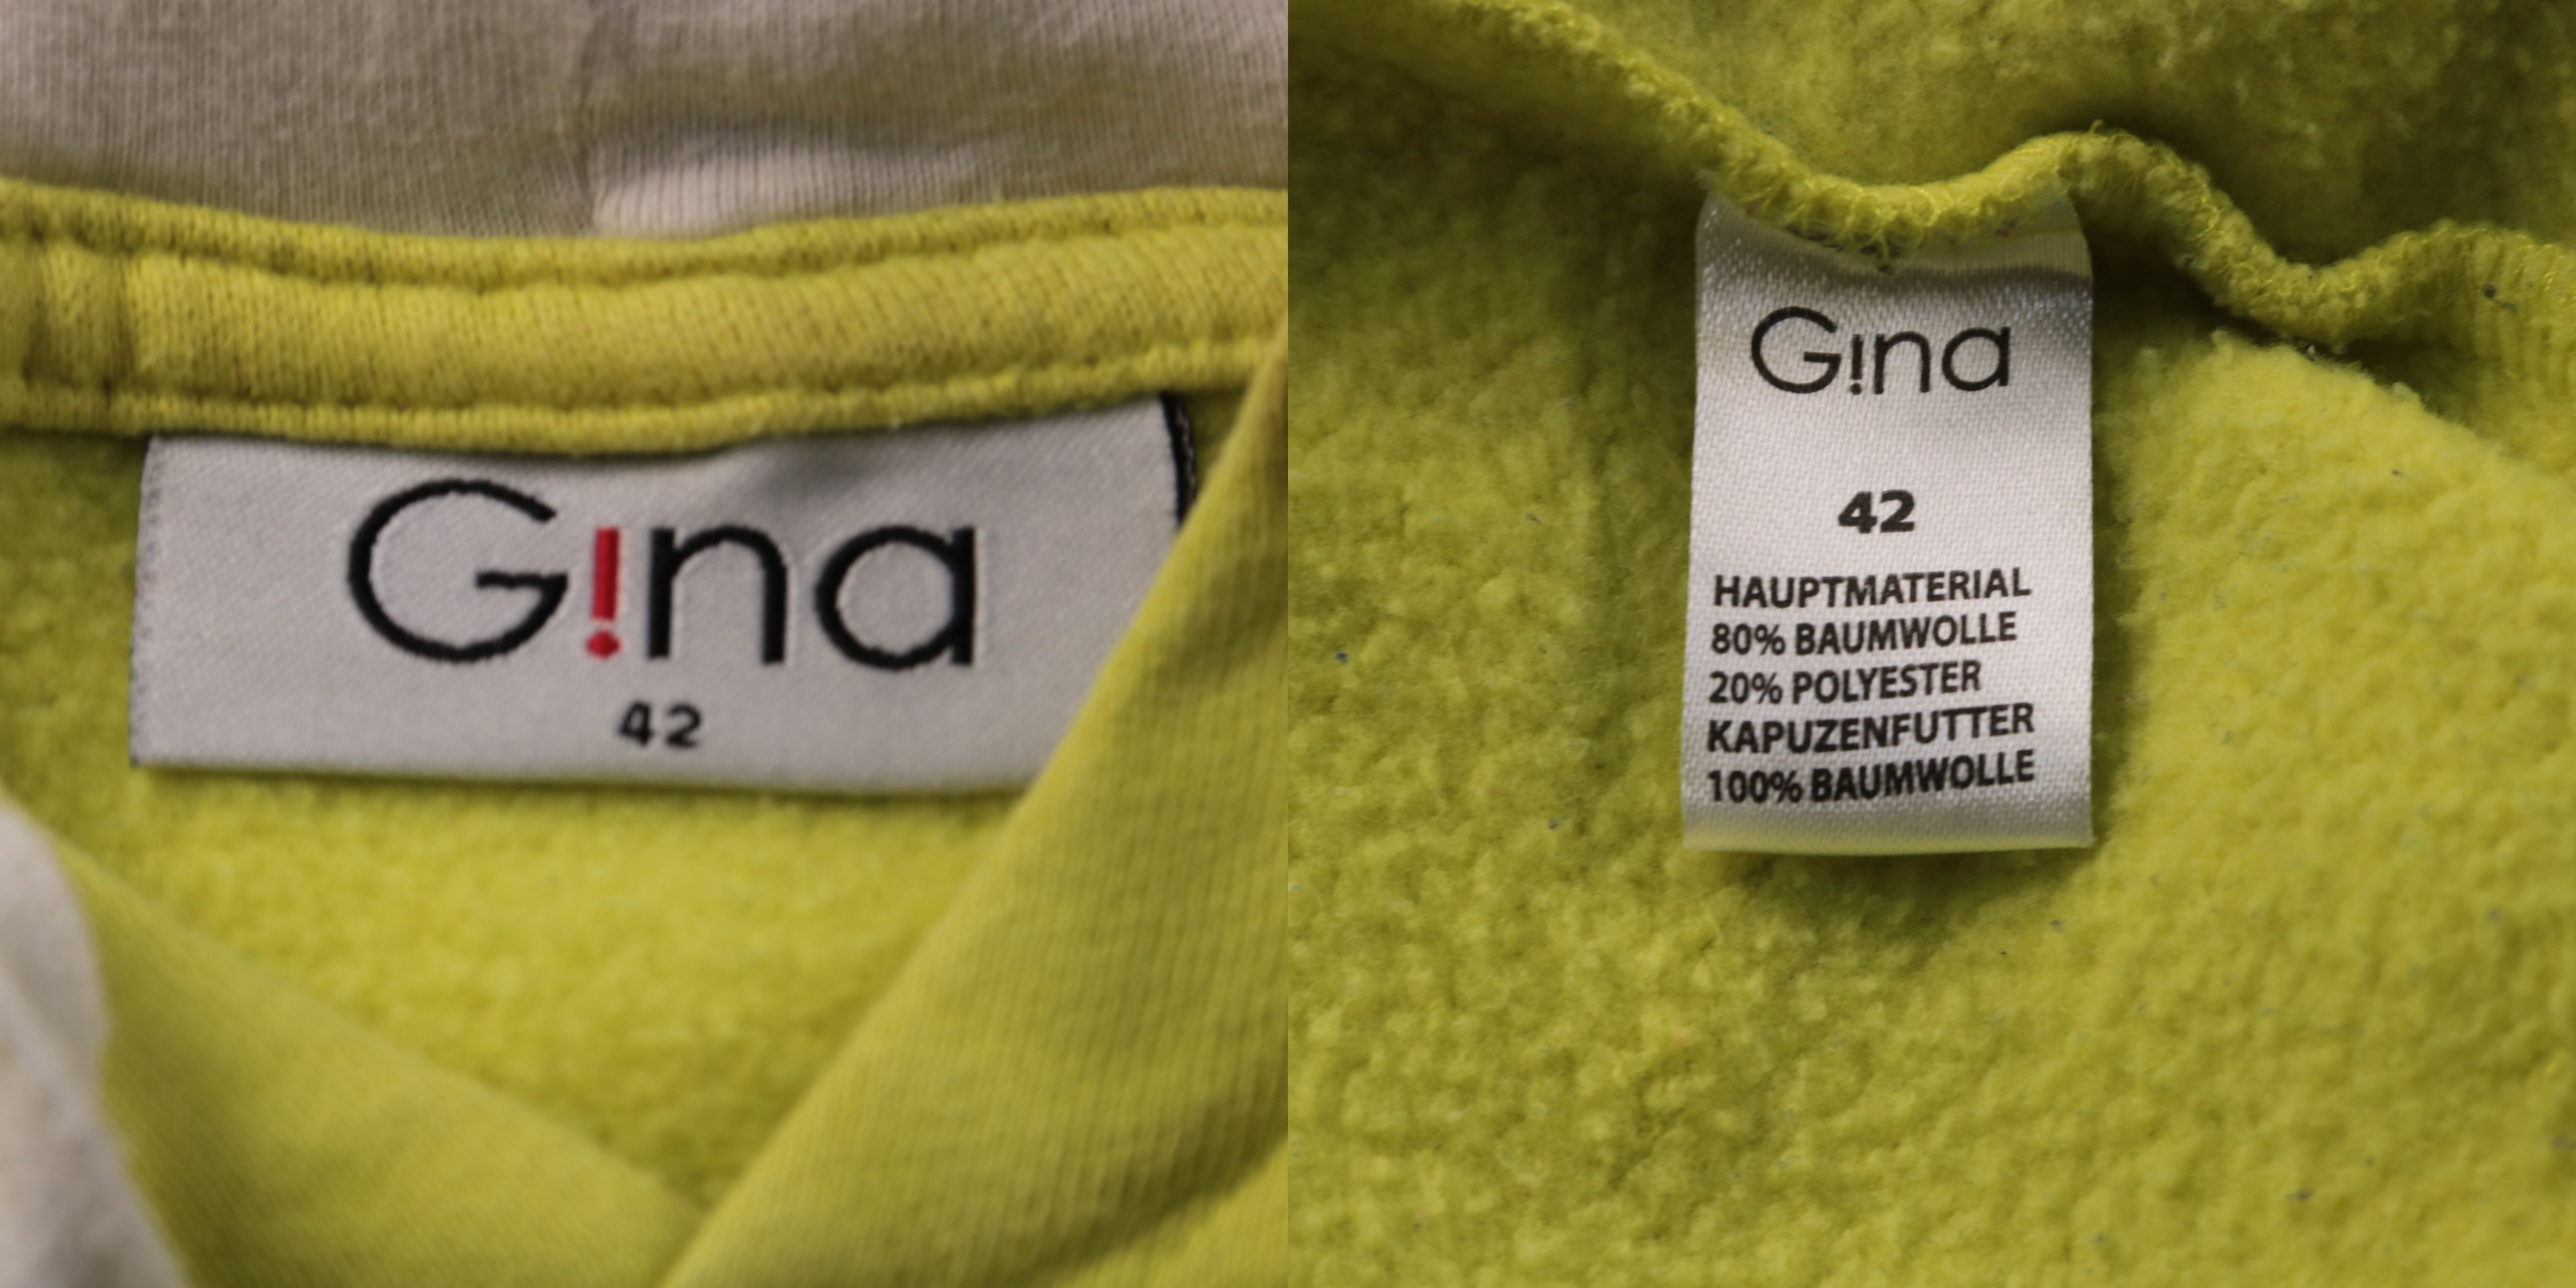 G!na
42
G!na
42
HAUPTMATERIAL
80% BAUMWOLLE
20% POLYESTER
KAPUZENFUTTER
100% BAUMWOLLE